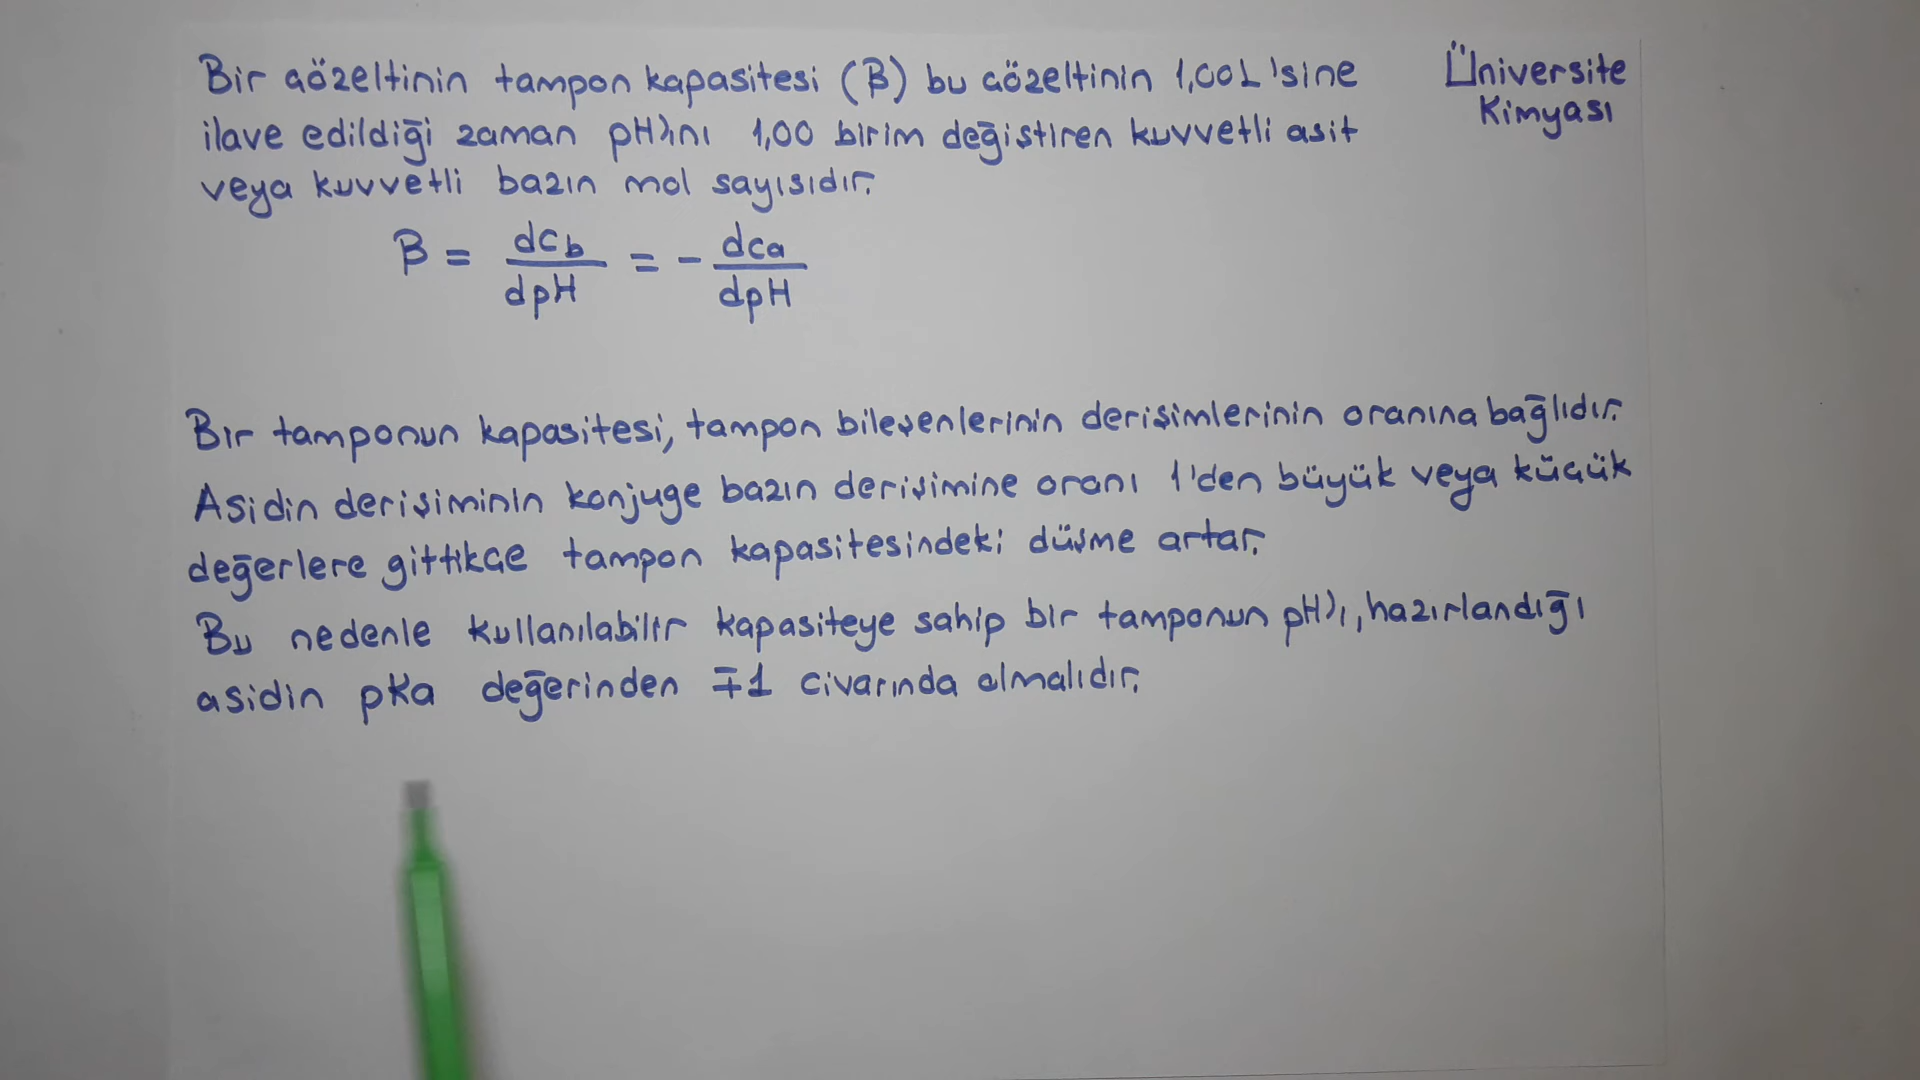 Bir çözeltinin tampon kapasitesi (β) bu çözeltinin 1,00L'sine
ilave edildiği zaman pH'ını 1,00 birim değiştiren kuvvetli asit
veya kuvvetli bazın mol sayısıdır.
β = dcb/dpH = - dca/dpH
Bir tamponun kapasitesi, tampon bileşenlerinin derişimlerinin oranına bağlıdır.
Asidin derişiminin konjuge bazın derişimine oranı 1'den büyük veya küçük
değerlere gittikçe tampon kapasitesindeki düşme artar.
Bu nedenle kullanılabilir kapasiteye sahip bir tamponun pH'ı, hazırlandığı
asidin pKa değerinden ∓1 civarında olmalıdır.
Üniversite
Kimyası